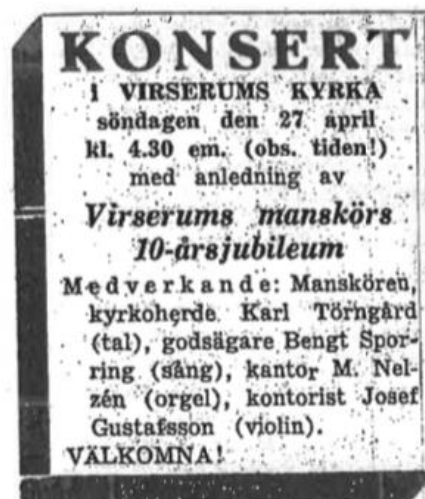 KONSERT
i VIRSERUMS KYRKA
söndagen den 27 april
kl. 4.30 em. (obs. tiden!)
med anledning av
Virserums manskörs
10-årsjubileum
Medverkande: Manskören,
kyrkoherde Karl Törngård
(tal), godsägare Bengt Spor-
ring (sång), kantor M. Nel-
zén (orgel), kontorist Josef
Gustafsson (violin).
VÄLKOMNA!